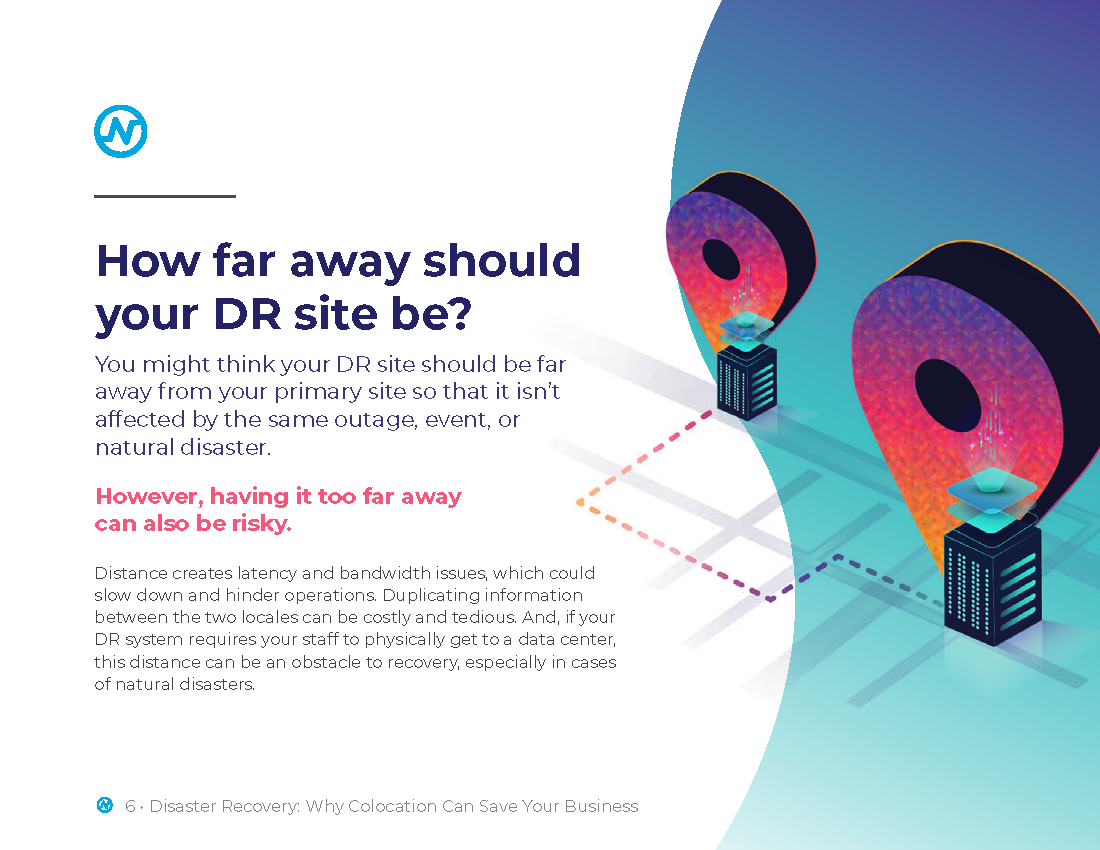 How far away should
your DR site be?
You might think your DR site should be far
away from your primary site so that it isn't
affected by the same outage, event, or
natural disaster.
However, having it too far away
can also be risky.
Distance creates latency and bandwidth issues, which could
slow down and hinder operations. Duplicating information
between the two locales can be costly and tedious. And, if your
DR system requires your staff to physically get to a data center,
this distance can be an obstacle to recovery, especially in cases
of natural disasters.
6 • Disaster Recovery: Why Colocation Can Save Your Business